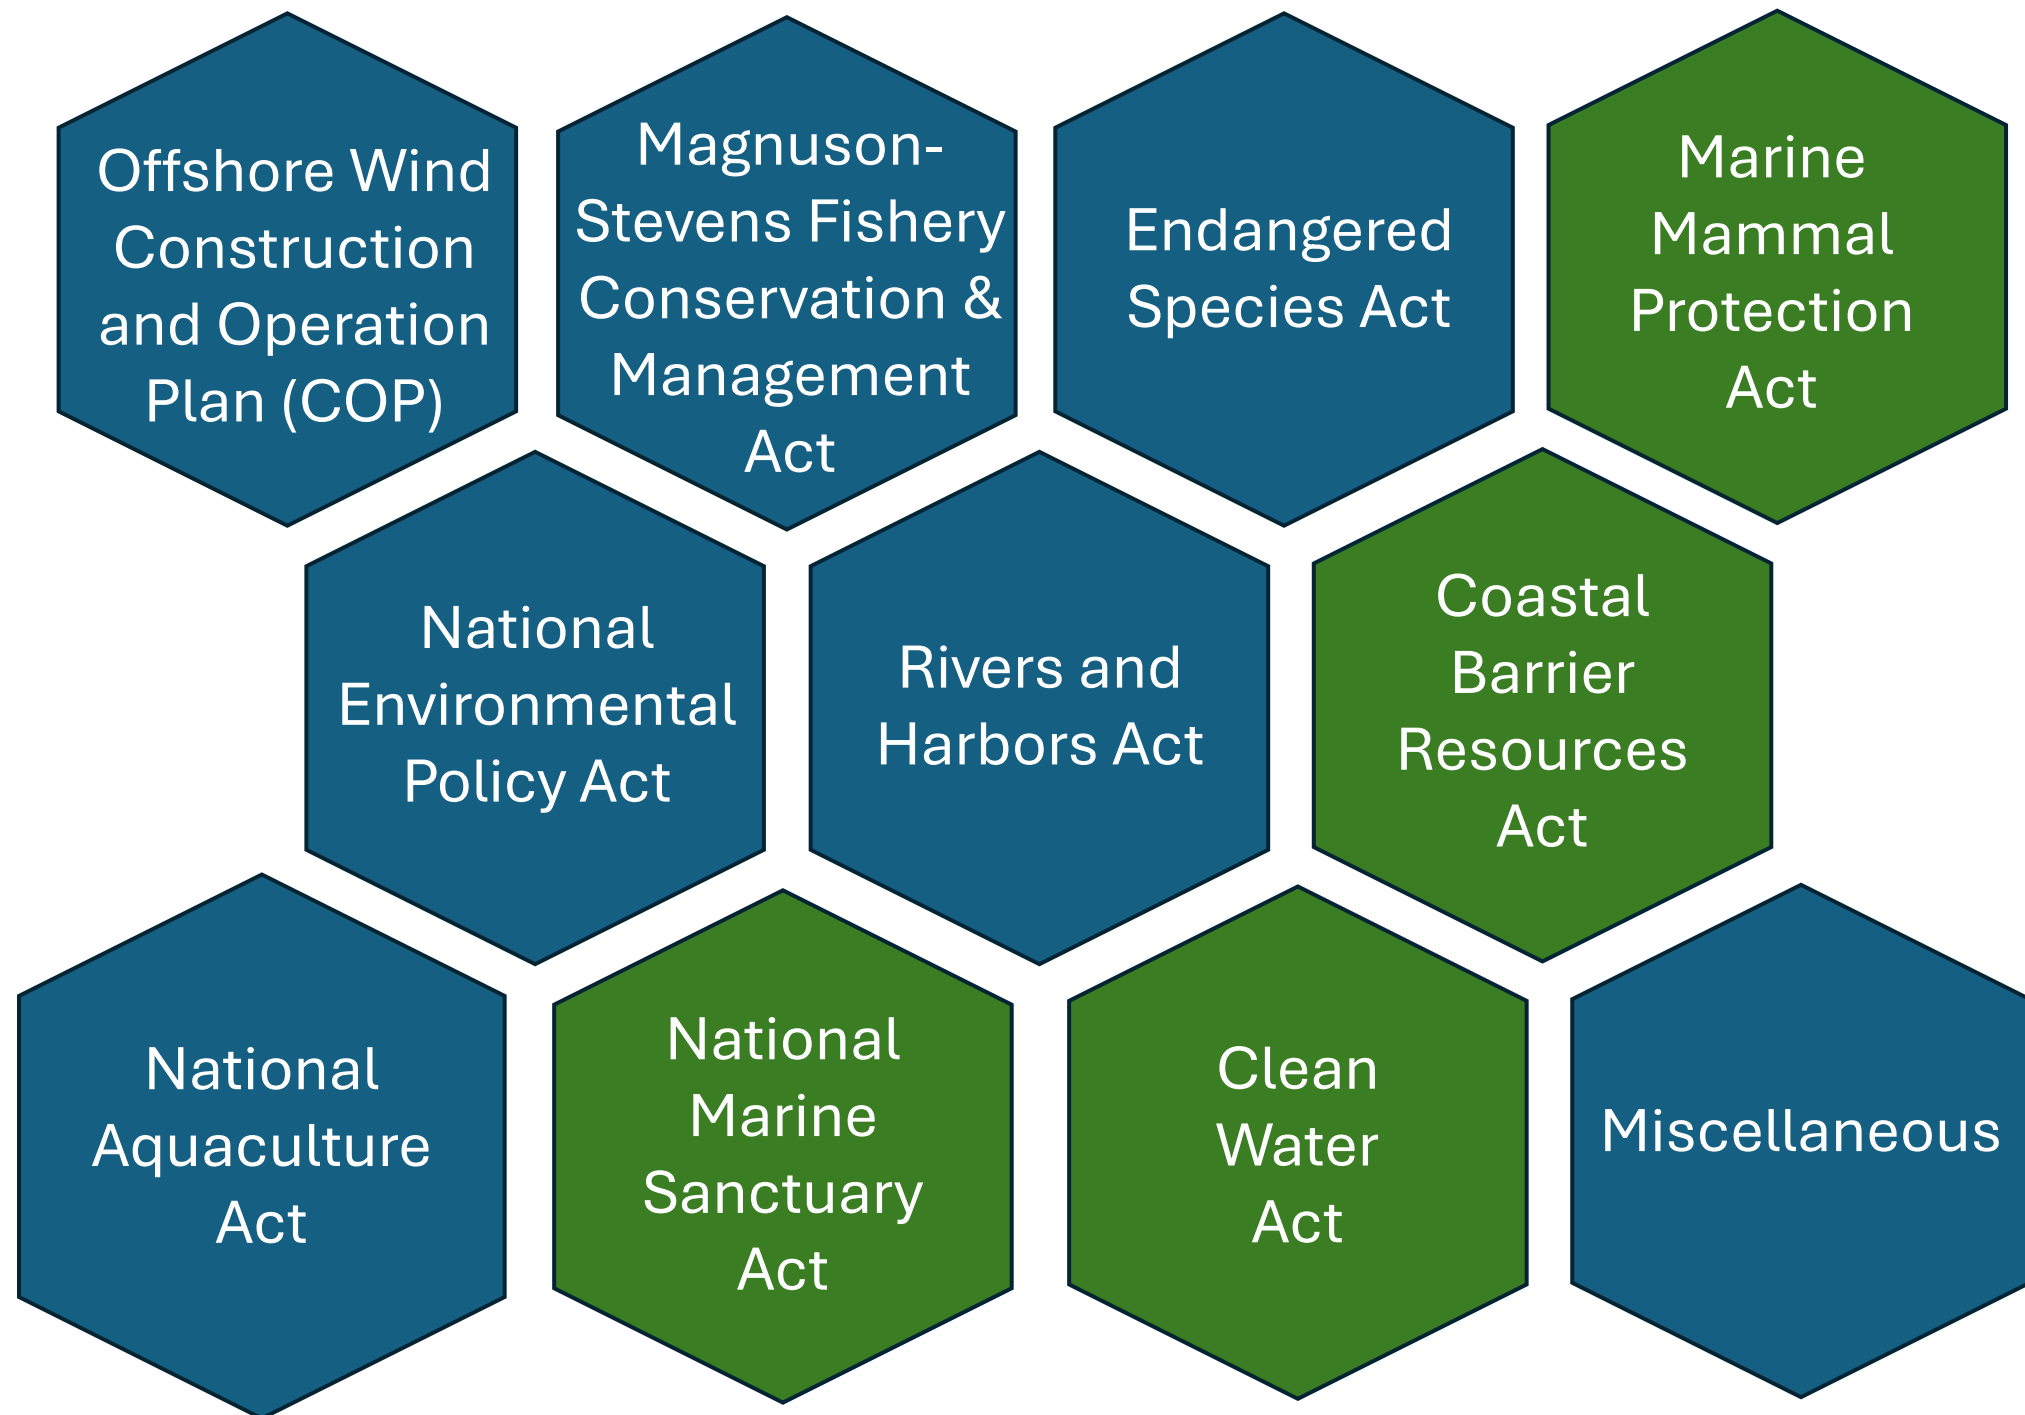 Offshore Wind
Construction
and Operation
Plan (COP)
Magnuson-
Stevens Fishery
Conservation &
Management
Act
Endangered
Species Act
Marine
Mammal
Protection
Act
National
Environmental
Policy Act
Rivers and
Harbors Act
Coastal
Barrier
Resources
Act
National
Aquaculture
Act
National
Marine
Sanctuary
Act
Clean
Water
Act
Miscellaneous